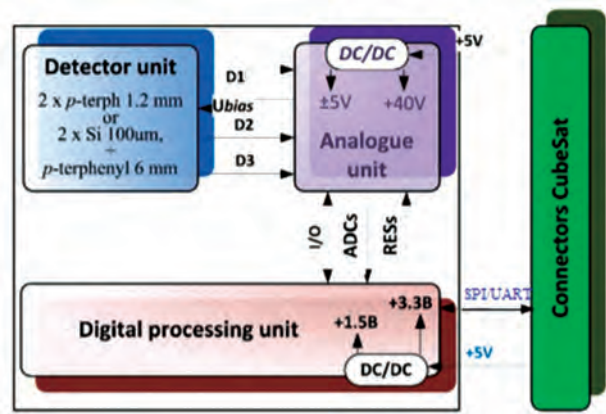 Detector unit
2 x p-terph 1.2 mm
or
2 x Si 100um,
+
p-terphenyl 6 mm
D1
Ubias
D2
D3
DC/DC
+5V
±5V
+40V
Analogue
unit
I/O
ADCs
RESs
Digital processing unit
+1.5В
+3.3В
DC/DC
SPI/UART
+5V
Connectors CubeSat